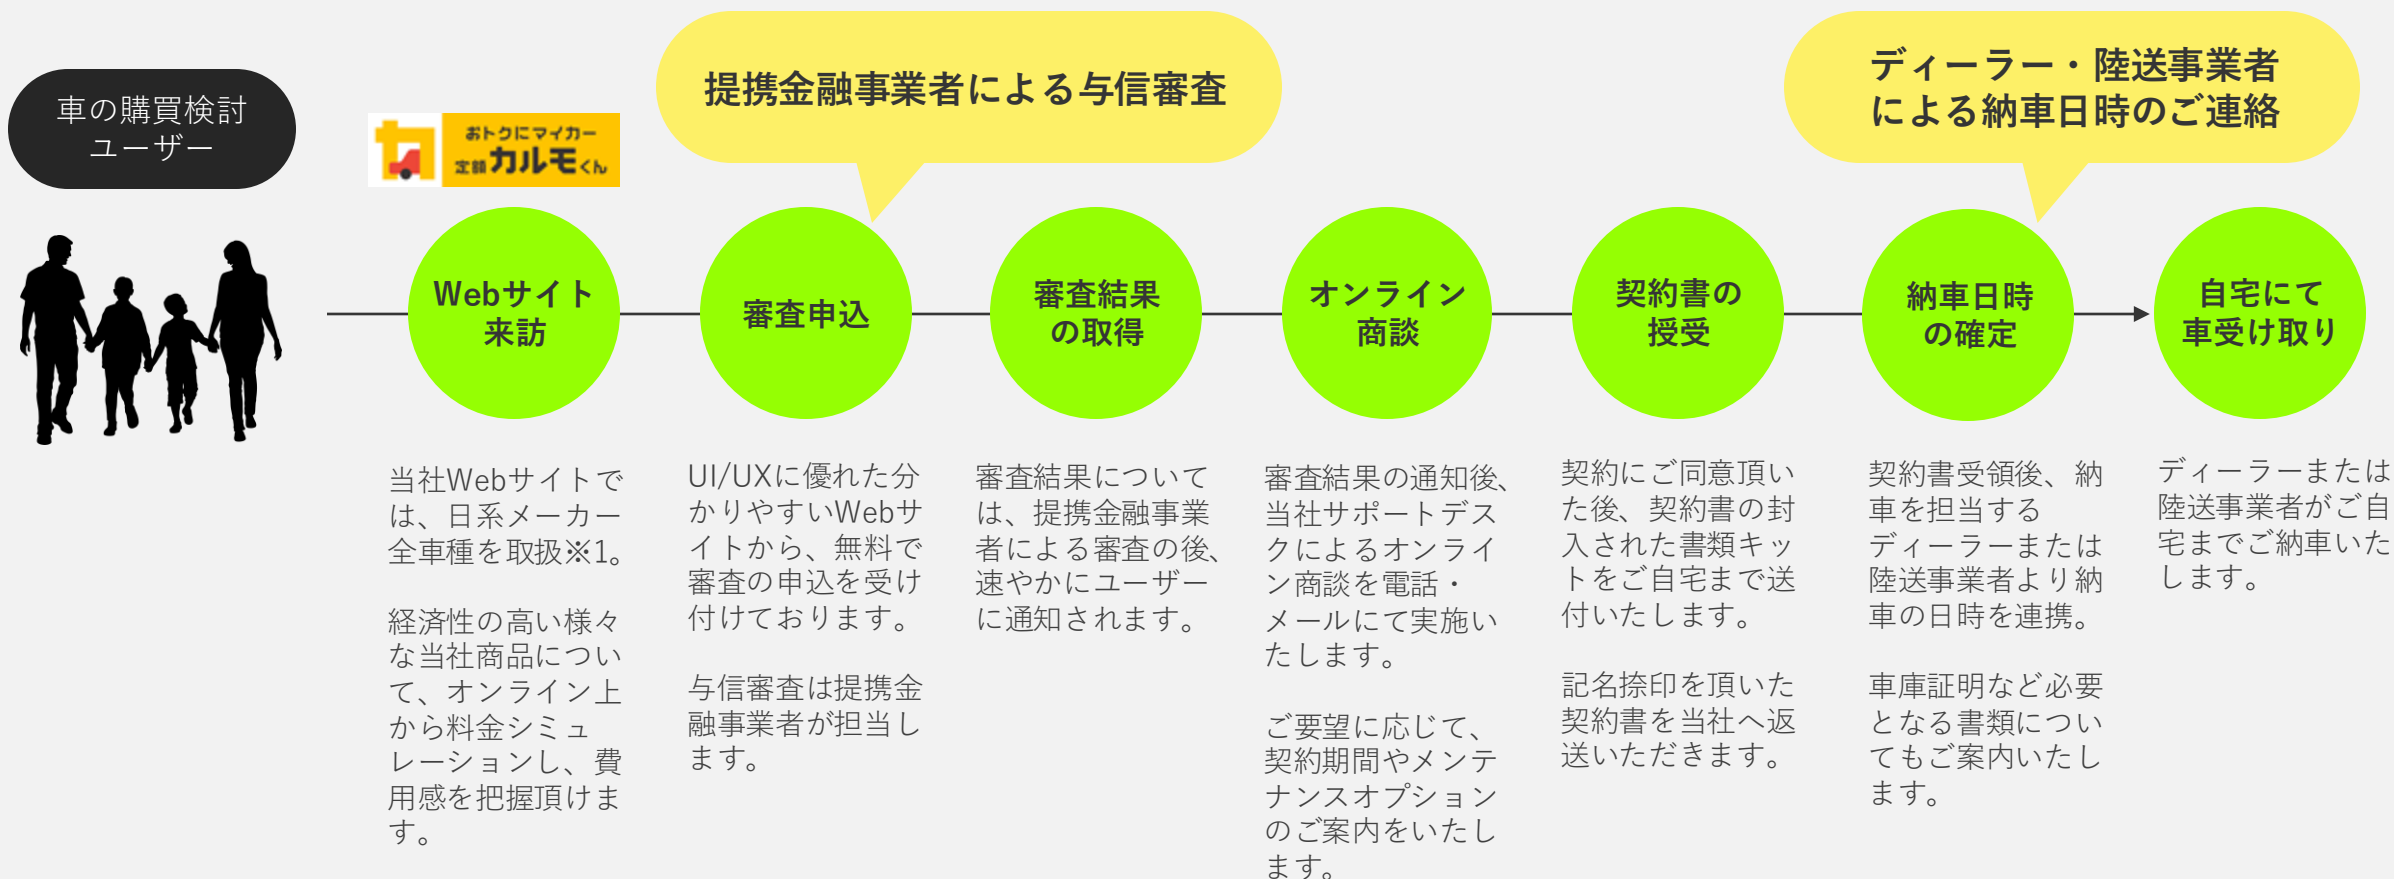 車の購買検討
ユーザー
おトクにマイカー
定額カルモくん
提携金融事業者による与信審査
ディーラー・陸送事業者
による納車日時のご連絡
Webサイト
来訪
審査申込
審査結果
の取得
オンライン
商談
契約書の
授受
納車日時
の確定
自宅にて
車受け取り
当社Webサイトで
は、日系メーカー
全車種を取扱※1。
経済性の高い様々
な当社商品につい
て、オンライン上
から料金シミュ
レーションし、費
用感を把握頂けま
す。
UI/UXに優れた分
かりやすいWebサ
イトから、無料で
審査の申込を受け
付けております。
与信審査は提携金
融事業者が担当し
ます。
審査結果について
は、提携金融事業
者による審査の後、
速やかにユーザー
に通知されます。
審査結果の通知後、
当社サポートデス
クによるオンライ
ン商談を電話・
メールにて実施い
たします。
ご要望に応じて、
契約期間やメンテ
ナンスオプション
のご案内をいたし
ます。
契約にご同意頂い
た後、契約書の封
入された書類キッ
トをご自宅まで送
付いたします。
記名捺印を頂いた
契約書を当社へ返
送いただきます。
契約書受領後、納
車を担当する
ディーラーまたは
陸送事業者より納
車の日時を連携。
車庫証明など必要
となる書類につい
てもご案内いたし
ます。
ディーラーまたは
陸送事業者がご自
宅までご納車いた
します。